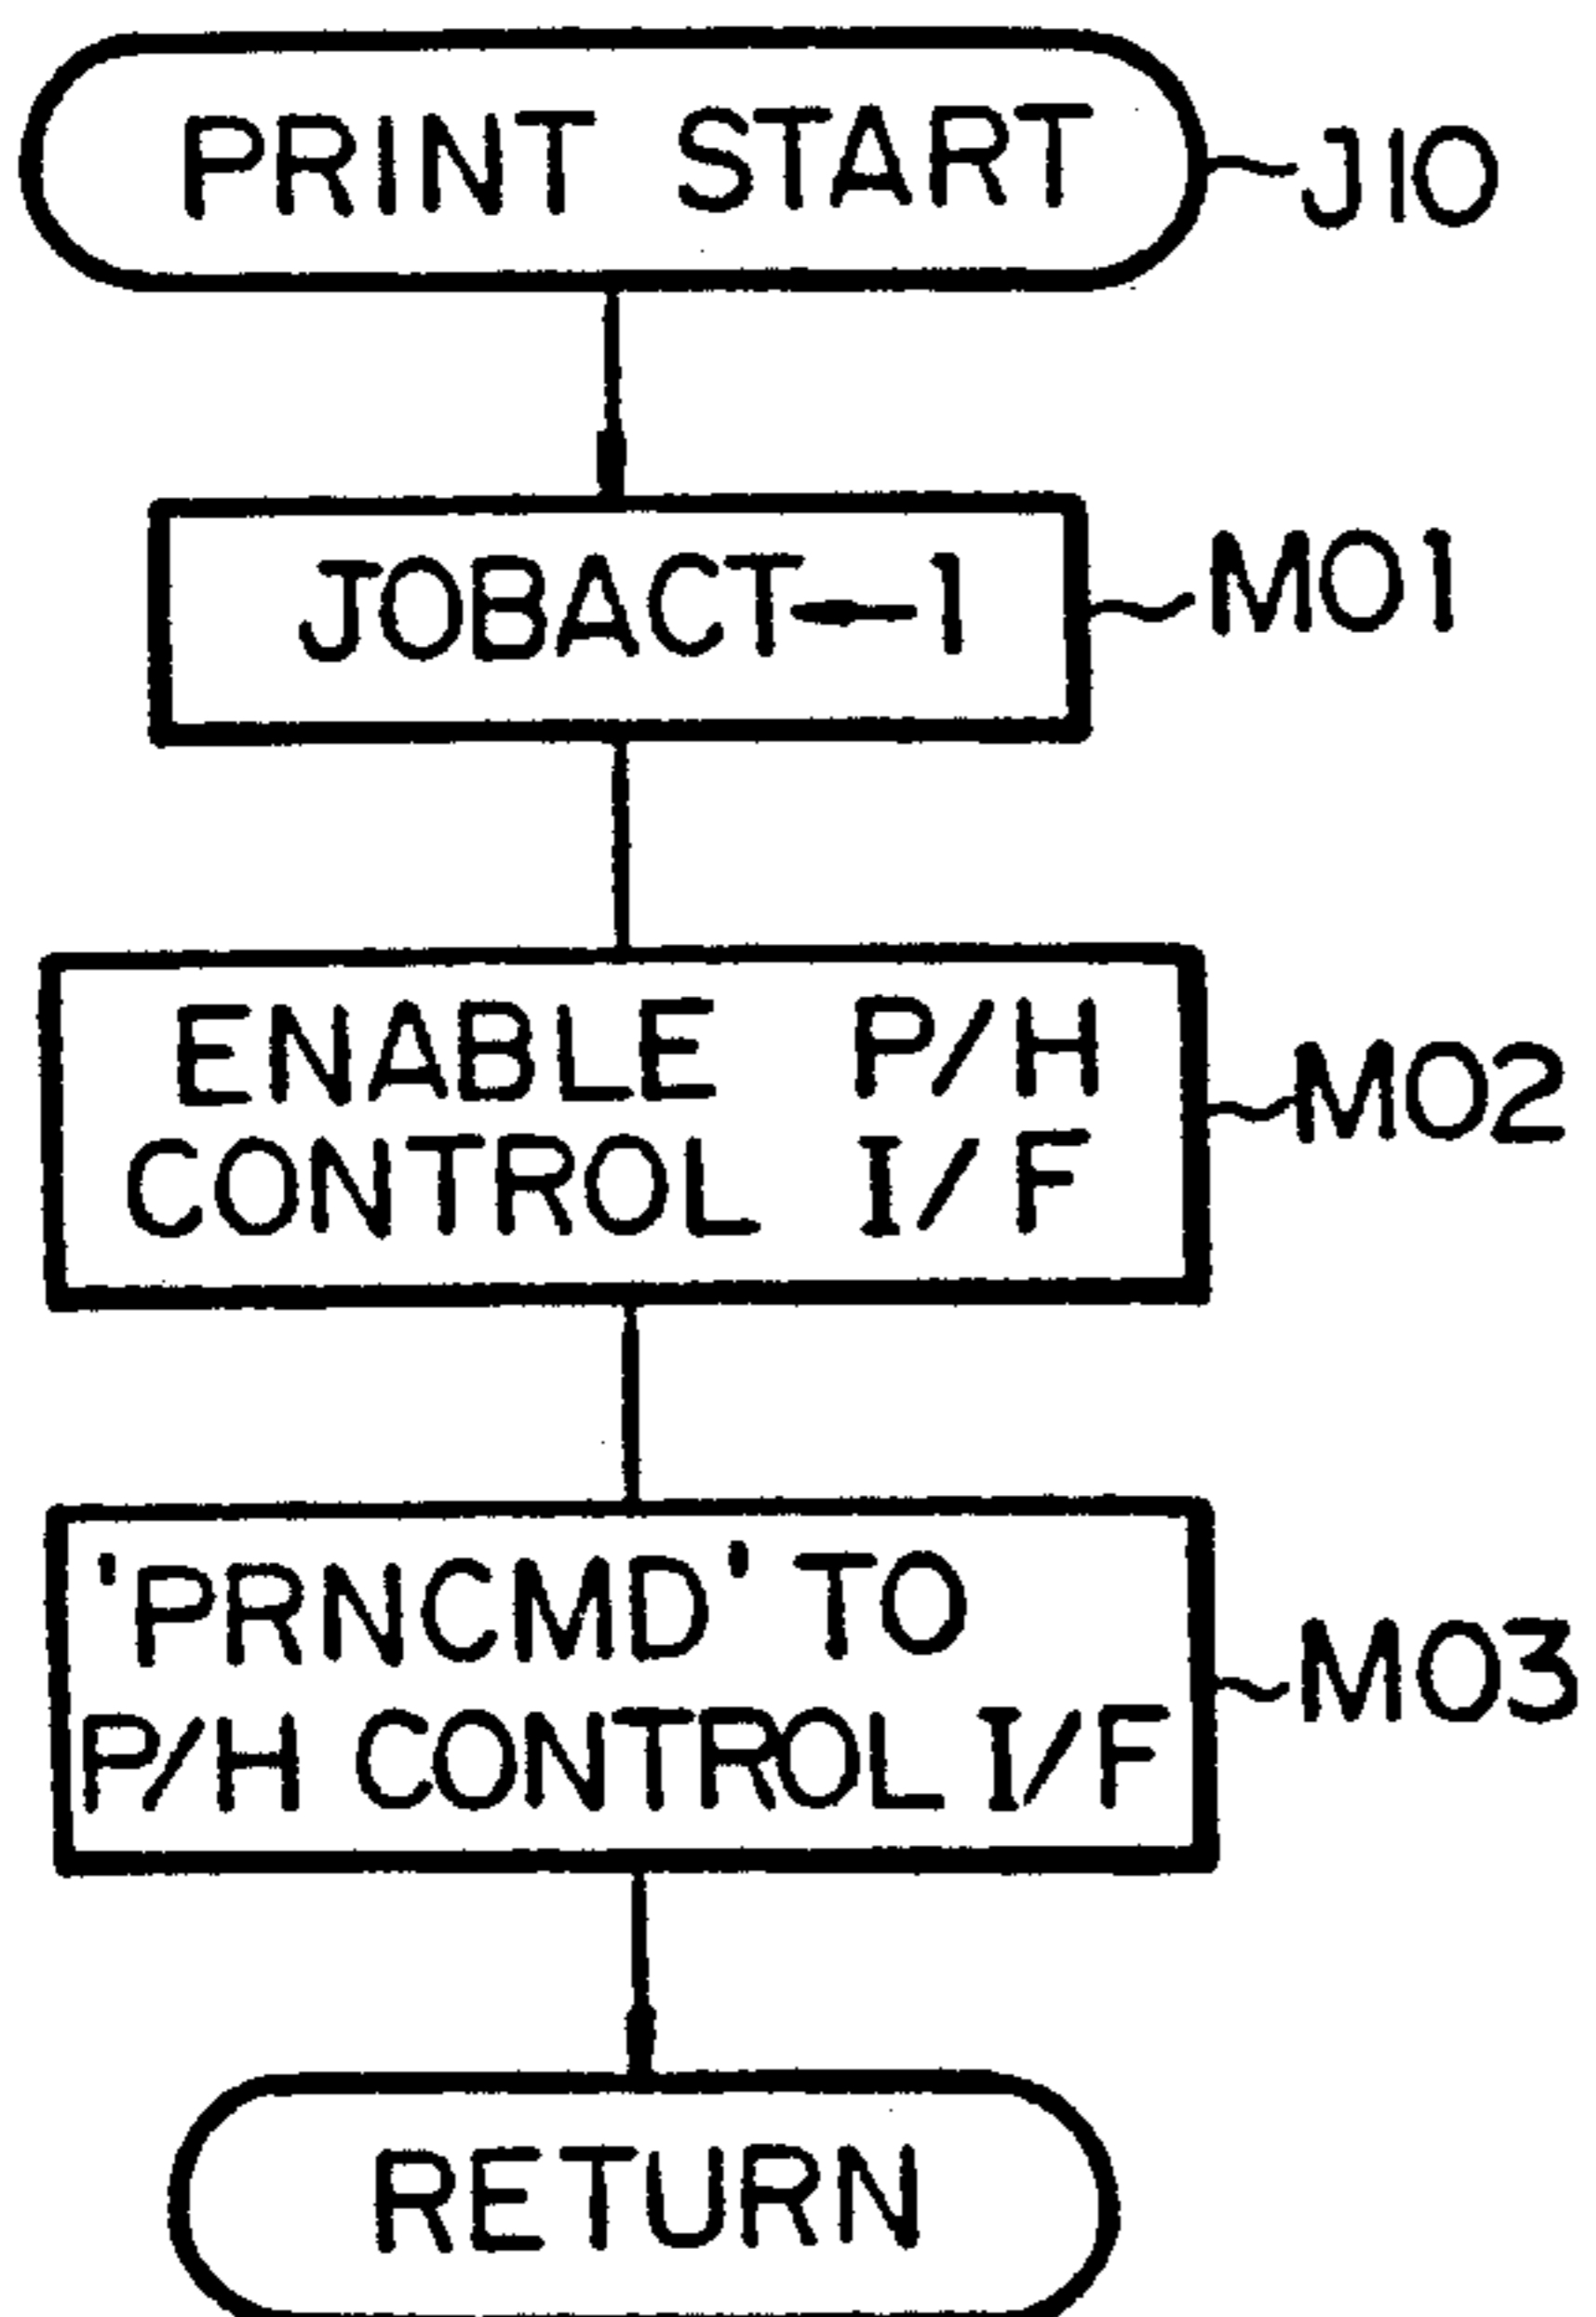 PRINT START
J10
JOBACT←1
M01
ENABLE P/H
CONTROL I/F
M02
'PRNCMD' TO
P/H CONTROL I/F
M03
RETURN